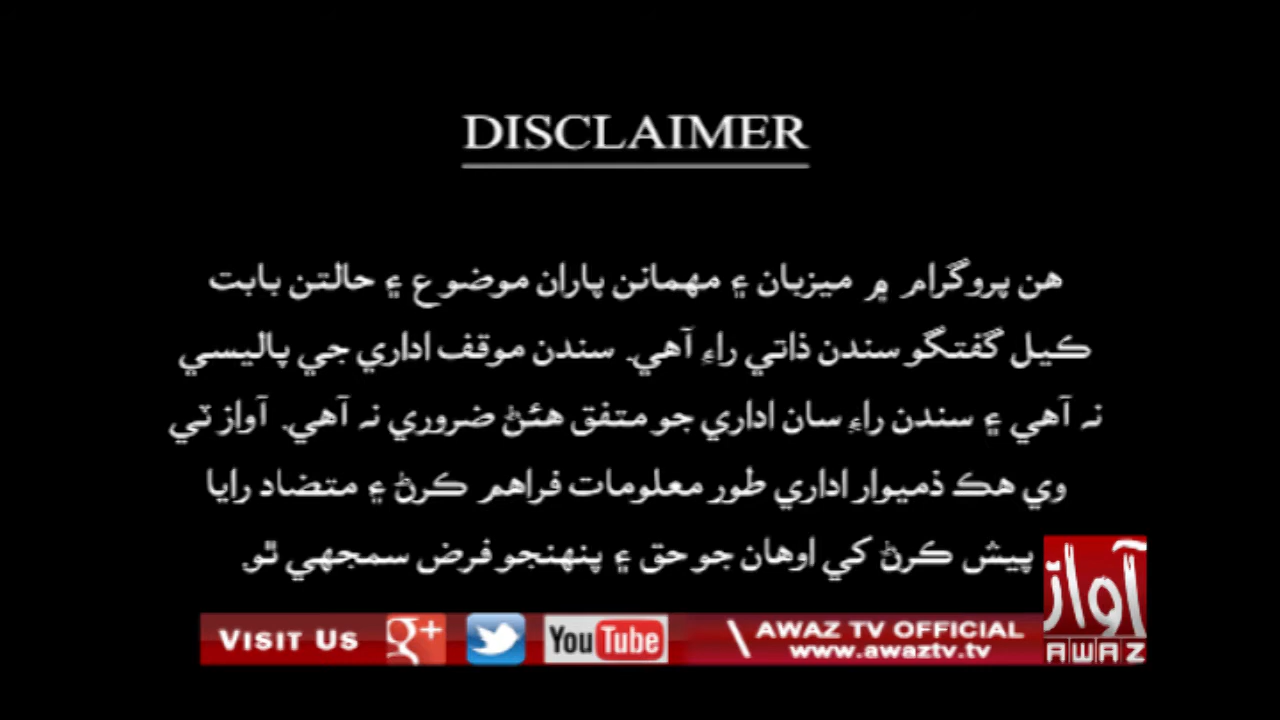 DISCLAIMER
هن پروگرام ۾ ميزبان ۽ مهمانن پاران موضوع ۽ حالتن بابت
ڪيل گفتگو سندن ذاتي راءِ آهي. سندن موقف اداري جي پاليسي
نہ آهي ۽ سندن راءِ سان اداري جو متفق هئڻ ضروري نہ آهي. آواز ٽي
وي هڪ ذميوار اداري طور معلومات فراهم ڪرڻ ۽ متضاد رايا
پيش ڪرڻ کي اوهان جو حق ۽ پنهنجو فرض سمجهي ٿو.
VISIT US g+ YouTube \ AWAZ TV OFFICIAL
www.awaztv.tv
آواز
AWAZ